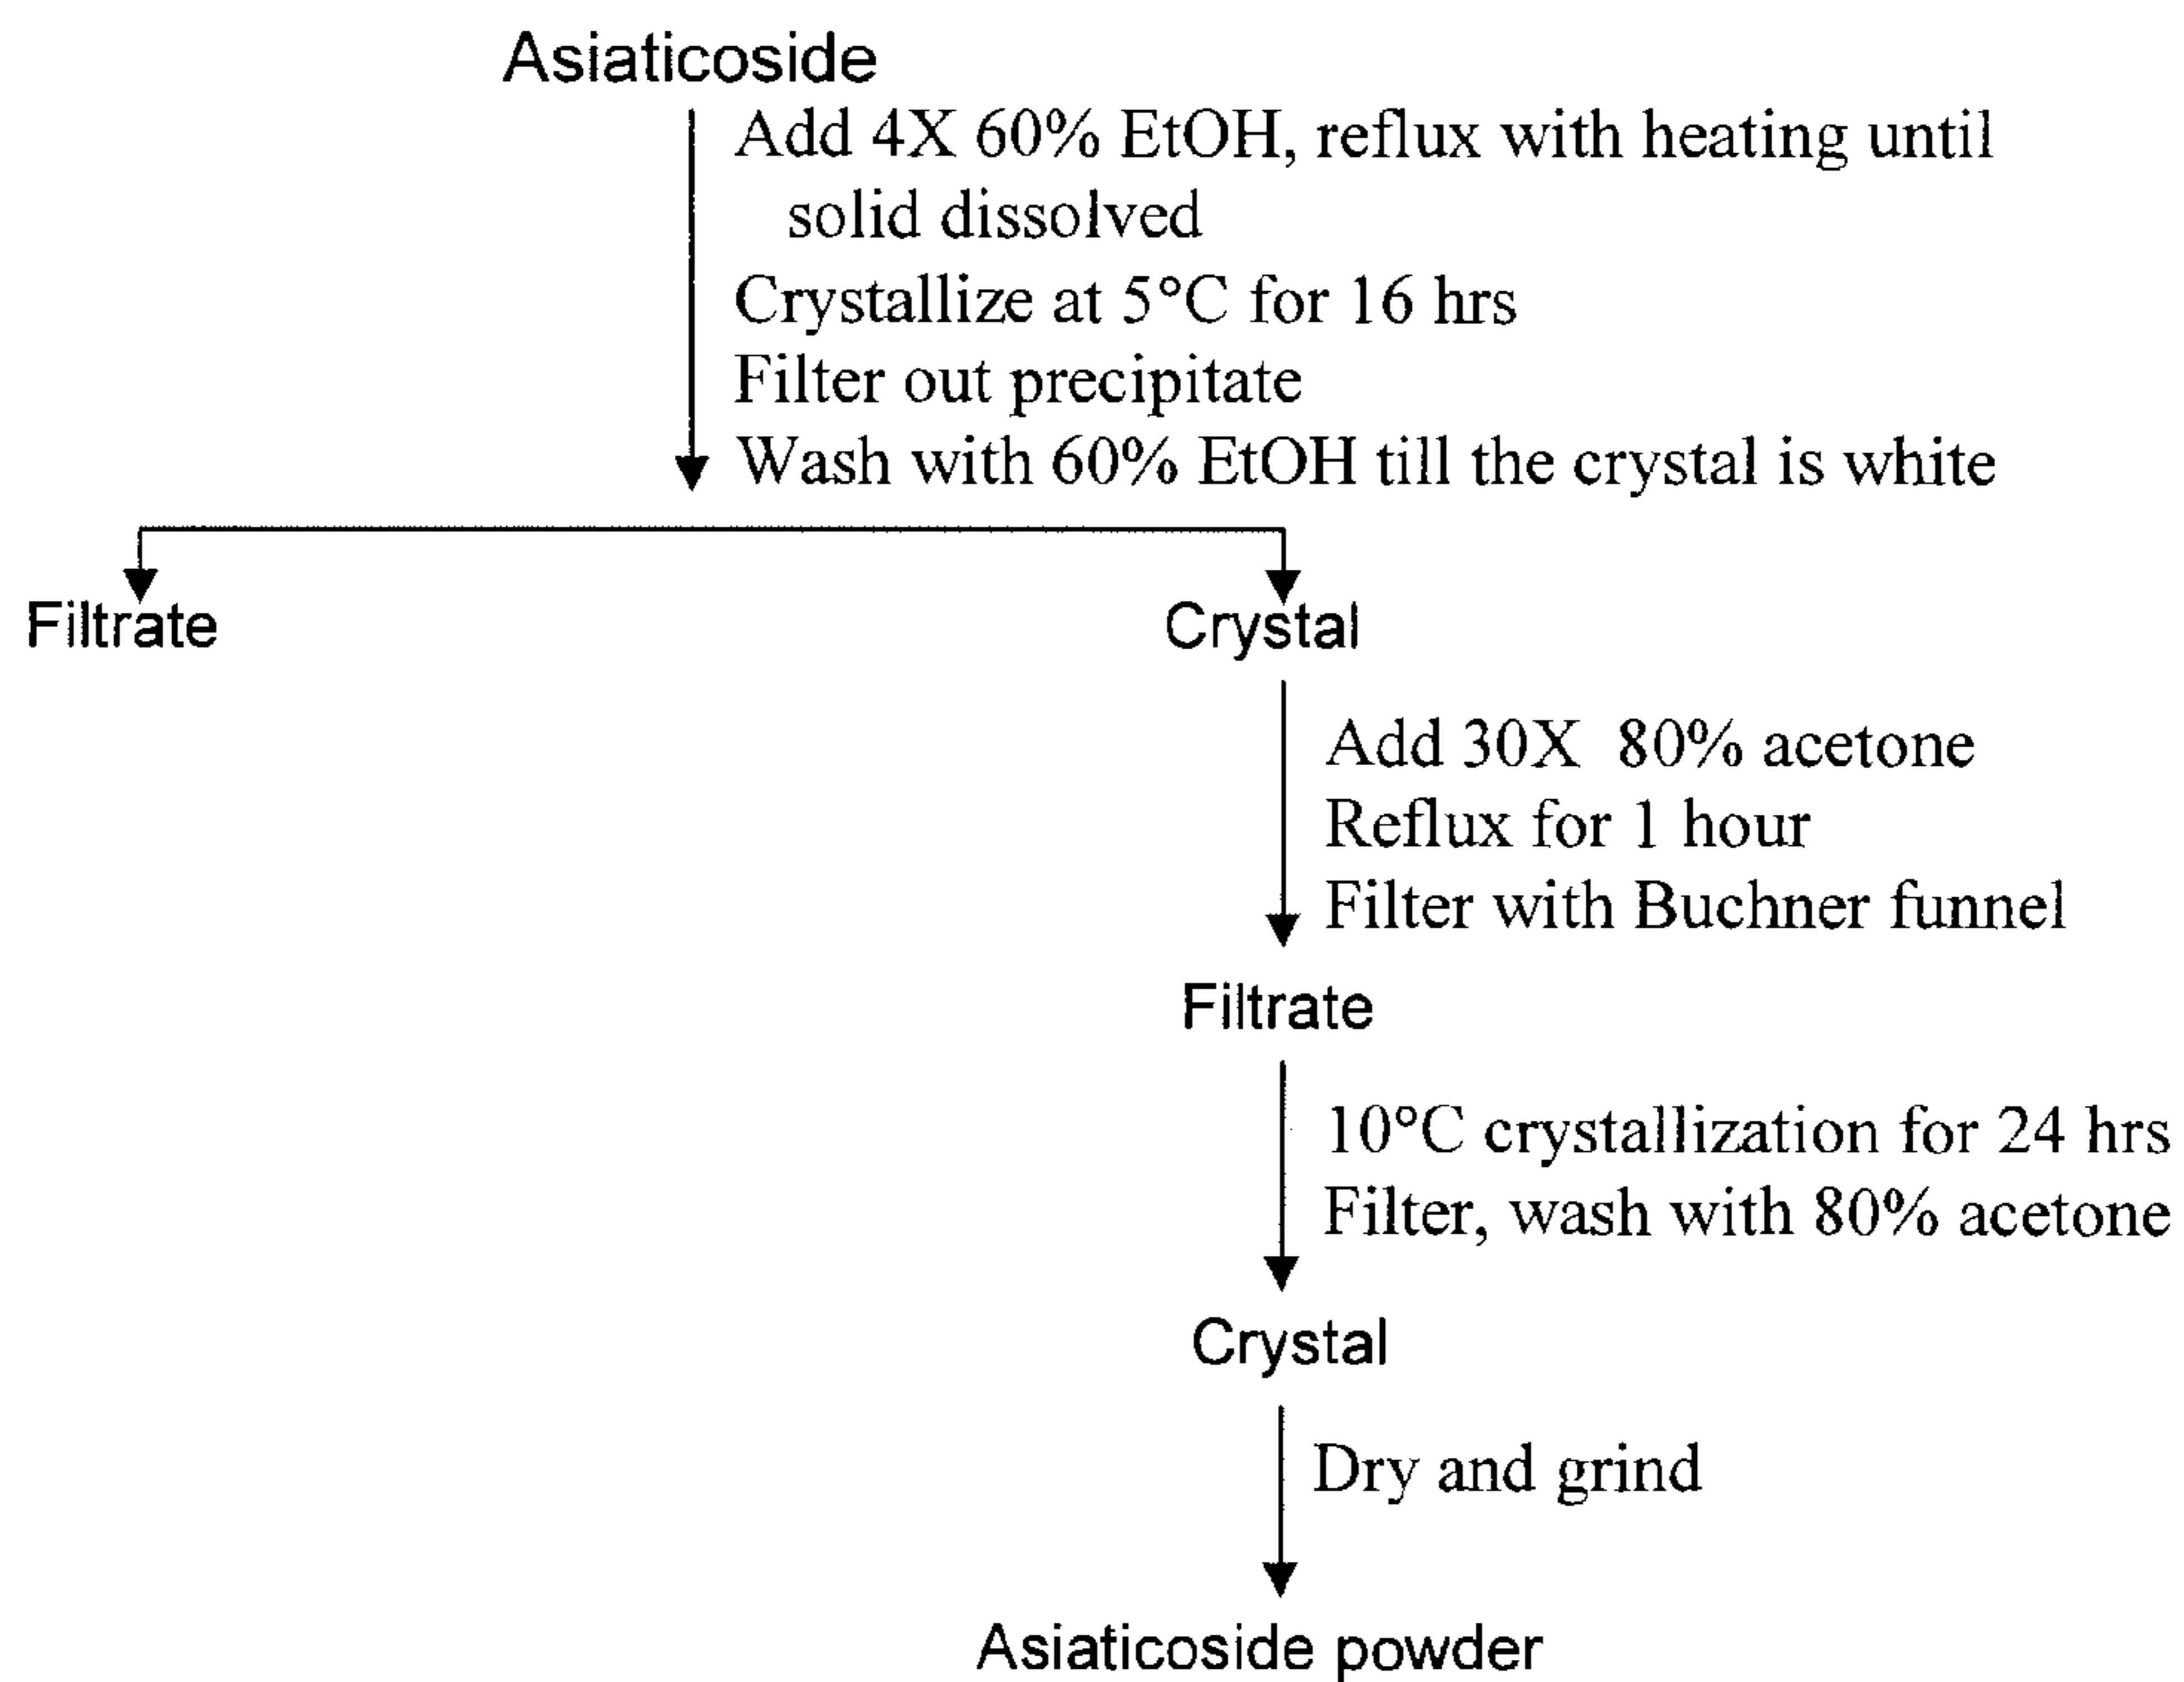 Asiaticoside
Add 4X 60% EtOH, reflux with heating until
solid dissolved
Crystallize at 5°C for 16 hrs
Filter out precipitate
Wash with 60% EtOH till the crystal is white
Filtrate
Crystal
Add 30X 80% acetone
Reflux for 1 hour
Filter with Buchner funnel
Filtrate
10°C crystallization for 24 hrs
Filter, wash with 80% acetone
Crystal
Dry and grind
Asiaticoside powder